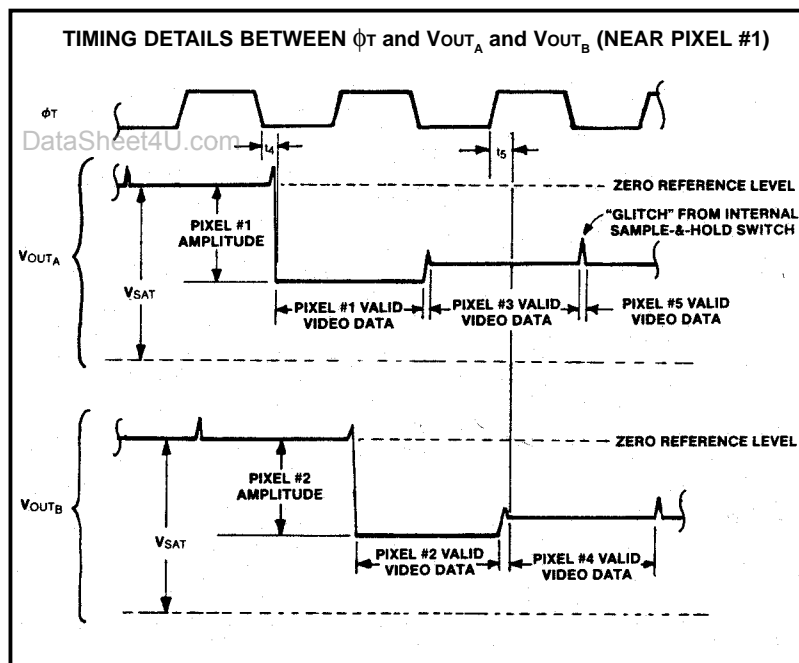 TIMING DETAILS BETWEEN ϕT and VOUTA and VOUTB (NEAR PIXEL #1)
ϕT
DataSheet4U.com
t4
t5
ZERO REFERENCE LEVEL
"GLITCH" FROM INTERNAL
SAMPLE-&-HOLD SWITCH
PIXEL #1
AMPLITUDE
VOUTA
VSAT
PIXEL #1 VALID
VIDEO DATA
PIXEL #3 VALID
VIDEO DATA
PIXEL #5 VALID
VIDEO DATA
ZERO REFERENCE LEVEL
PIXEL #2
AMPLITUDE
VOUTB
VSAT
PIXEL #2 VALID
VIDEO DATA
PIXEL #4 VALID
VIDEO DATA